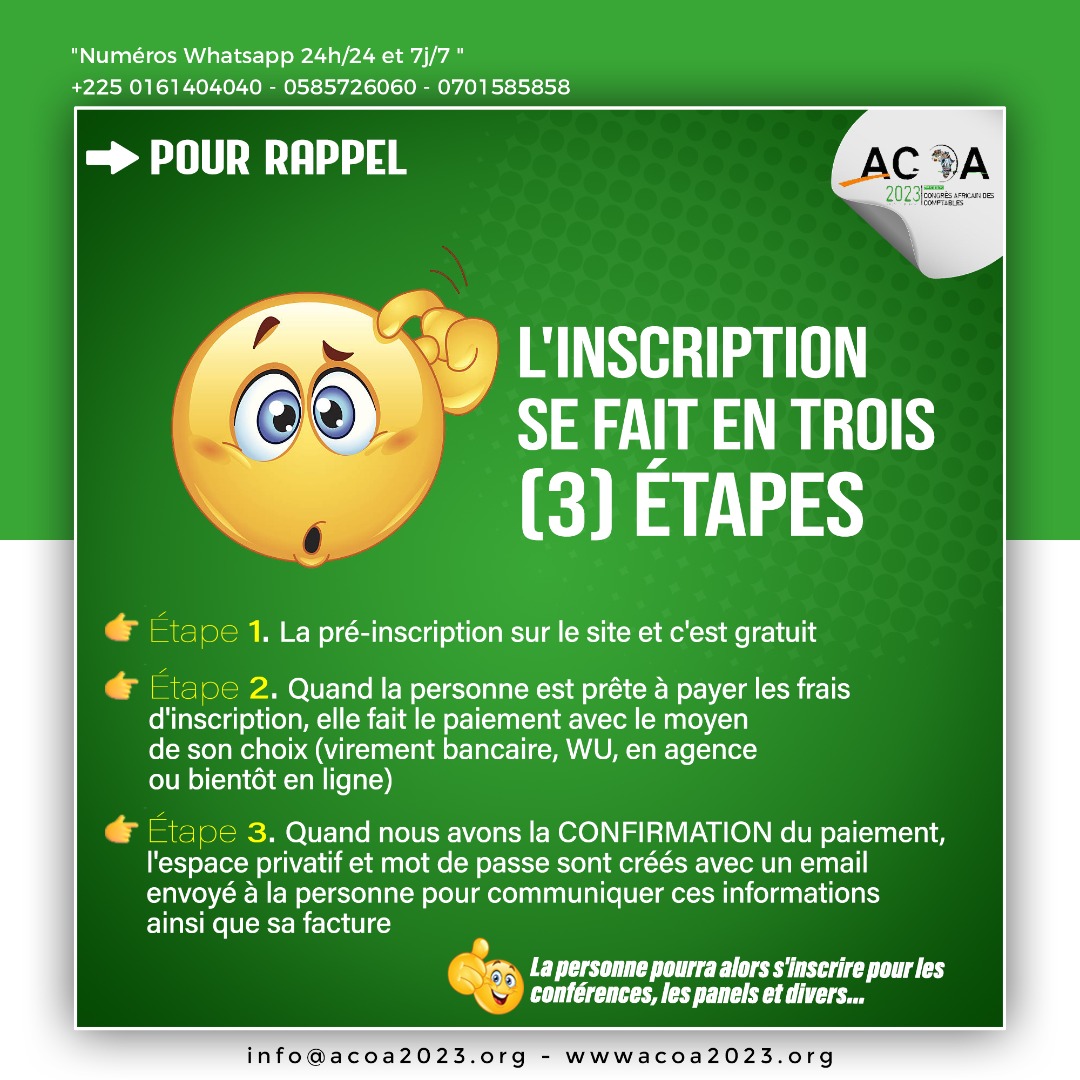 "Numéros Whatsapp 24h/24 et 7j/7 "
+225 0161404040 - 0585726060 - 0701585858
POUR RAPPEL
ACOA
2023
CONGRÈS AFRICAIN DES
COMPTABLES
L'INSCRIPTION
SE FAIT EN TROIS
(3) ÉTAPES
Étape 1. La pré-inscription sur le site et c'est gratuit
Étape 2. Quand la personne est prête à payer les frais
d'inscription, elle fait le paiement avec le moyen
de son choix (virement bancaire, WU, en agence
ou bientôt en ligne)
Étape 3. Quand nous avons la CONFIRMATION du paiement,
l'espace privatif et mot de passe sont créés avec un email
envoyé à la personne pour communiquer ces informations
ainsi que sa facture
La personne pourra alors s'inscrire pour les
conférences, les panels et divers...
info@acoa2023.org - wwwacoa2023.org